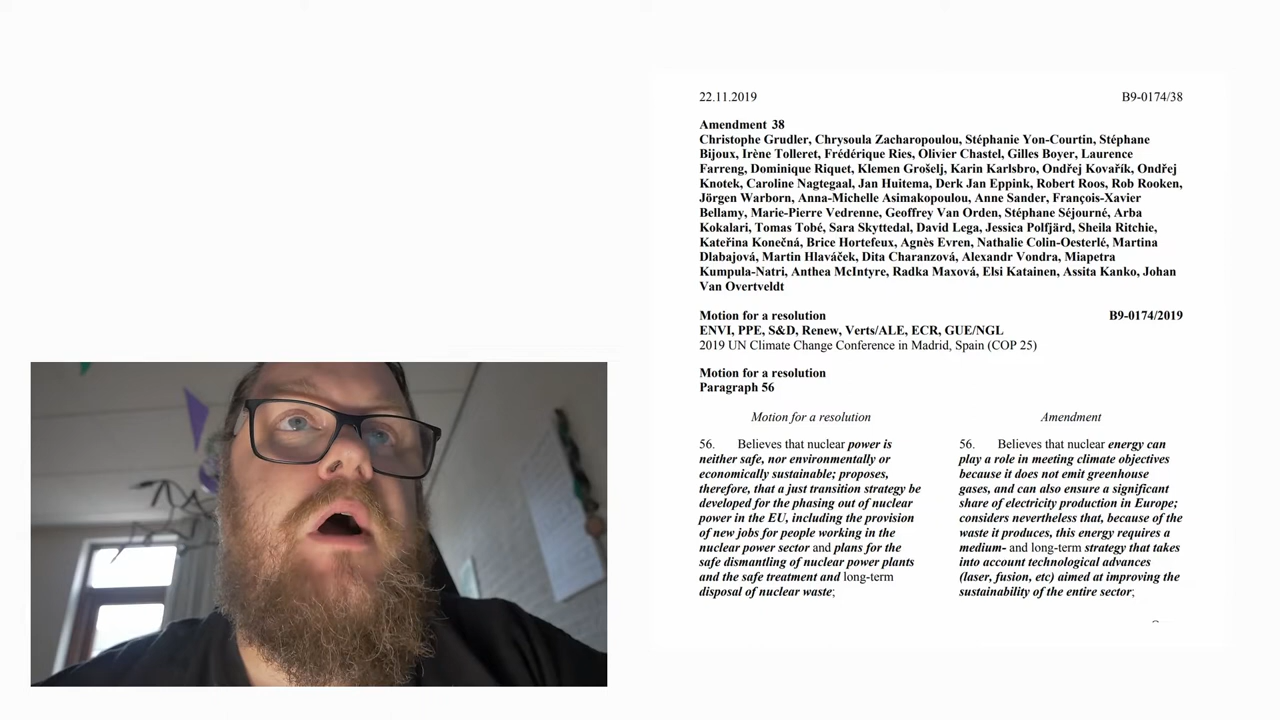 22.11.2019 B9-0174/38
Amendment 38
Christophe Grudler, Chrysoula Zacharopoulou, Stéphanie Yon-Courtin, Stéphane
Bijoux, Irène Tolleret, Frédérique Ries, Olivier Chastel, Gilles Boyer, Laurence
Farreng, Dominique Riquet, Klemen Grošelj, Karin Karlsbro, Ondřej Kovařík, Ondřej
Knotek, Caroline Nagtegaal, Jan Huitema, Derk Jan Eppink, Robert Roos, Rob Rooken,
Jörgen Warborn, Anna-Michelle Asimakopoulou, Anne Sander, François-Xavier
Bellamy, Marie-Pierre Vedrenne, Geoffrey Van Orden, Stéphane Séjourné, Arba
Kokalari, Tomas Tobé, Sara Skyttedal, David Lega, Jessica Polfjärd, Sheila Ritchie,
Kateřina Konečná, Brice Hortefeux, Agnès Evren, Nathalie Colin-Oesterlé, Martina
Dlabajová, Martin Hlaváček, Dita Charanzová, Alexandr Vondra, Miapetra
Kumpula-Natri, Anthea McIntyre, Radka Maxová, Elsi Katainen, Assita Kanko, Johan
Van Overtveldt
Motion for a resolution B9-0174/2019
ENVI, PPE, S&D, Renew, Verts/ALE, ECR, GUE/NGL
2019 UN Climate Change Conference in Madrid, Spain (COP 25)
Motion for a resolution
Paragraph 56
Motion for a resolution
56. Believes that nuclear power is
neither safe, nor environmentally or
economically sustainable; proposes,
therefore, that a just transition strategy be
developed for the phasing out of nuclear
power in the EU, including the provision
of new jobs for people working in the
nuclear power sector and plans for the
safe dismantling of nuclear power plants
and the safe treatment and long-term
disposal of nuclear waste;
Amendment
56. Believes that nuclear energy can
play a role in meeting climate objectives
because it does not emit greenhouse
gases, and can also ensure a significant
share of electricity production in Europe;
considers nevertheless that, because of the
waste it produces, this energy requires a
medium- and long-term strategy that takes
into account technological advances
(laser, fusion, etc) aimed at improving the
sustainability of the entire sector;